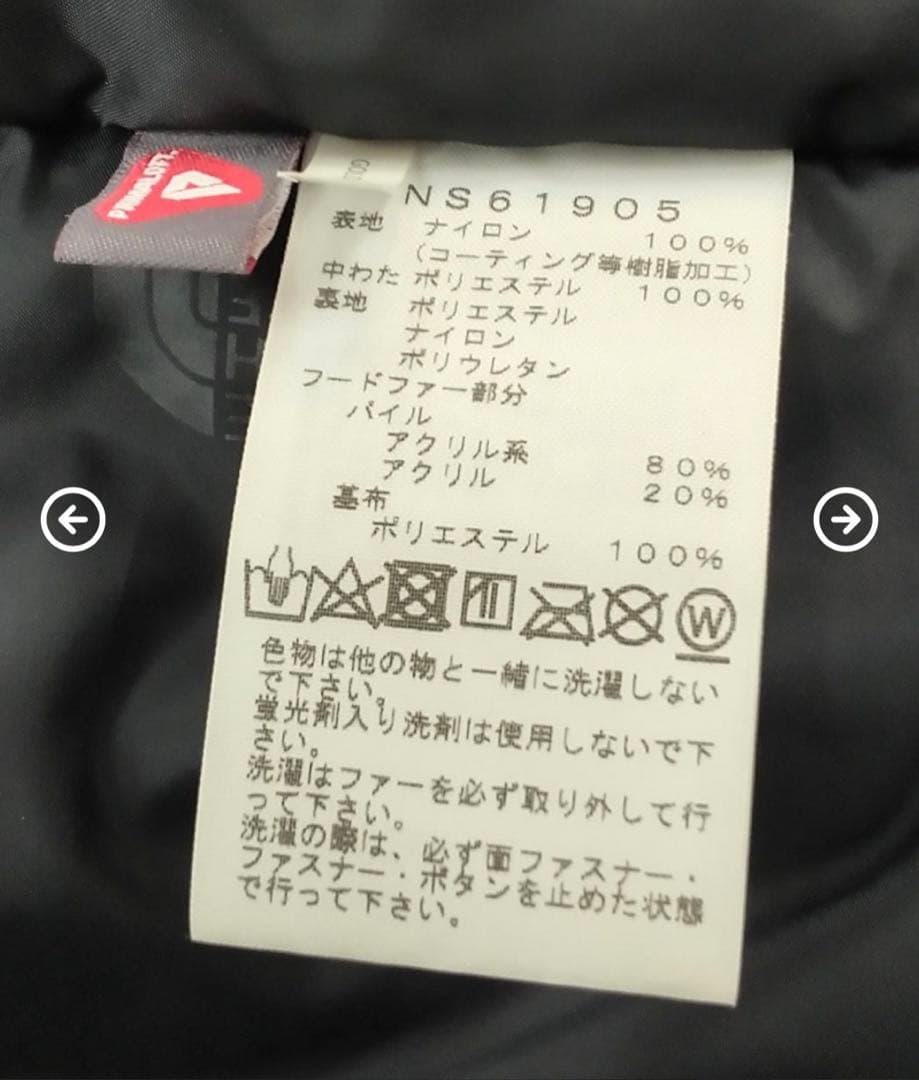 PRIMALOFT
NS61905
表地 ナイロン 100%
(コーティング等樹脂加工)
中わた ポリエステル 100%
裏地 ポリエステル
ナイロン
ポリウレタン
フードファー部分
パイル
アクリル系 80%
アクリル 20%
基布
ポリエステル 100%
W
色物は他の物と一緒に洗濯しない
で下さい。
蛍光剤入り洗剤は使用しないで下
さい。
洗濯はファーを必ず取り外して行
って下さい。
洗濯の際は、必ず面ファスナー・
ファスナー・ボタンを止めた状態
で行って下さい。